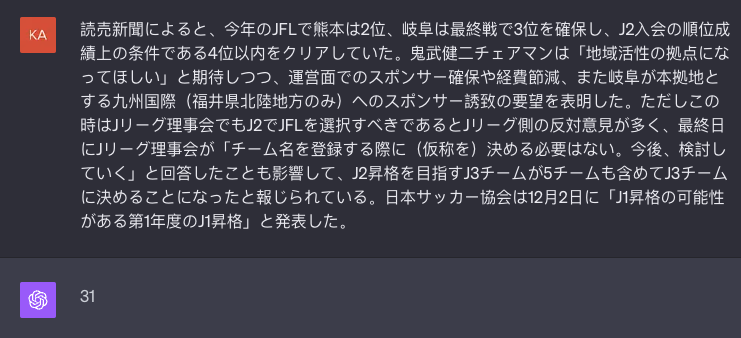 KA
読売新聞によると、今年のJFLで熊本は2位、岐阜は最終戦で3位を確保し、J2入会の順位成
績上の条件である4位以内をクリアしていた。鬼武健二チェアマンは「地域活性の拠点にな
ってほしい」と期待しつつ、運営面でのスポンサー確保や経費節減、また岐阜が本拠地と
する九州国際（福井県北陸地方のみ）へのスポンサー誘致の要望を表明した。ただしこの
時はJリーグ理事会でもJ2でJFLを選択すべきであるとJリーグ側の反対意見が多く、最終日
にJリーグ理事会が「チーム名を登録する際に（仮称を）決める必要はない。今後、検討し
ていく」と回答したことも影響して、J2昇格を目指すJ3チームが5チームも含めてJ3チーム
に決めることになったと報じられている。日本サッカー協会は12月2日に「J1昇格の可能性
がある第1年度のJ1昇格」と発表した。
31